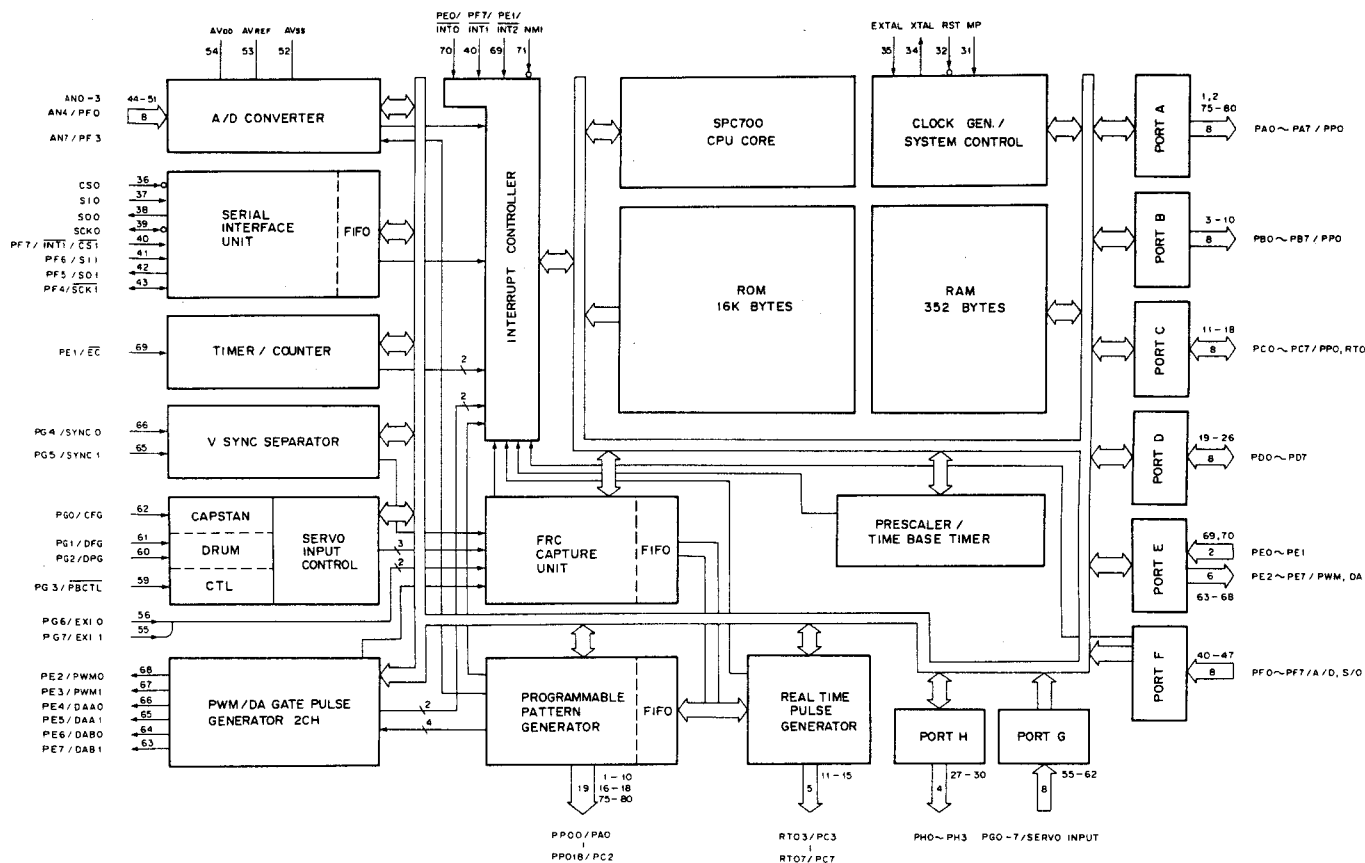 AVDD AVREF AVSS
54 53 52
PE0/ PF7/ PE1/
INT0 INT1 INT2 NMI
70 40 69 71
EXTAL XTAL RST MP
35 34 32 31
AN0-3
AN4/PF0
AN7/PF3
44-51
8
A/D CONVERTER
CS0 36
SI0 37
SO0 38
SCK0 39
PF7/INT1/CS1 40
PF6/SI1 41
PF5/SO1 42
PF4/SCK1 43
SERIAL
INTERFACE
UNIT
FIFO
PE1/EC 69
TIMER / COUNTER
2
2
PG4/SYNC0 66
PG5/SYNC1 65
V SYNC SEPARATOR
PG0/CFG 62
PG1/DFG 61
PG2/DPG 60
PG3/PBCTL 59
CAPSTAN
DRUM
CTL
SERVO
INPUT
CONTROL
3
2
PG6/EXI0 56
PG7/EXI1 55
PE2/PWM0 68
PE3/PWM1 67
PE4/DAA0 66
PE5/DAA1 65
PE6/DAB0 64
PE7/DAB1 63
PWM/DA GATE PULSE
GENERATOR 2CH
2
4
INTERRUPT CONTROLLER
SPC700
CPU CORE
CLOCK GEN./
SYSTEM CONTROL
ROM
16K BYTES
RAM
352 BYTES
FRC
CAPTURE
UNIT
FIFO
PRESCALER /
TIME BASE TIMER
PROGRAMMABLE
PATTERN
GENERATOR
FIFO
REAL TIME
PULSE
GENERATOR
PORT H
PORT G
19
1-10
16-18
75-80
PPO0/PA0
PPO18/PC2
5
11-15
RTO3/PC3
RTO7/PC7
4
27-30
PH0~PH3
8
55-62
PG0-7/SERVO INPUT
PORT A
1,2
75-80
8
PA0~PA7/PPO
PORT B
3-10
8
PB0~PB7/PPO
PORT C
11-18
8
PC0~PC7/PPO, RTO
PORT D
19-26
8
PD0~PD7
PORT E
69,70
2
PE0~PE1
6
PE2~PE7/PWM, DA
63-68
PORT F
40-47
8
PF0~PF7/A/D, S/O